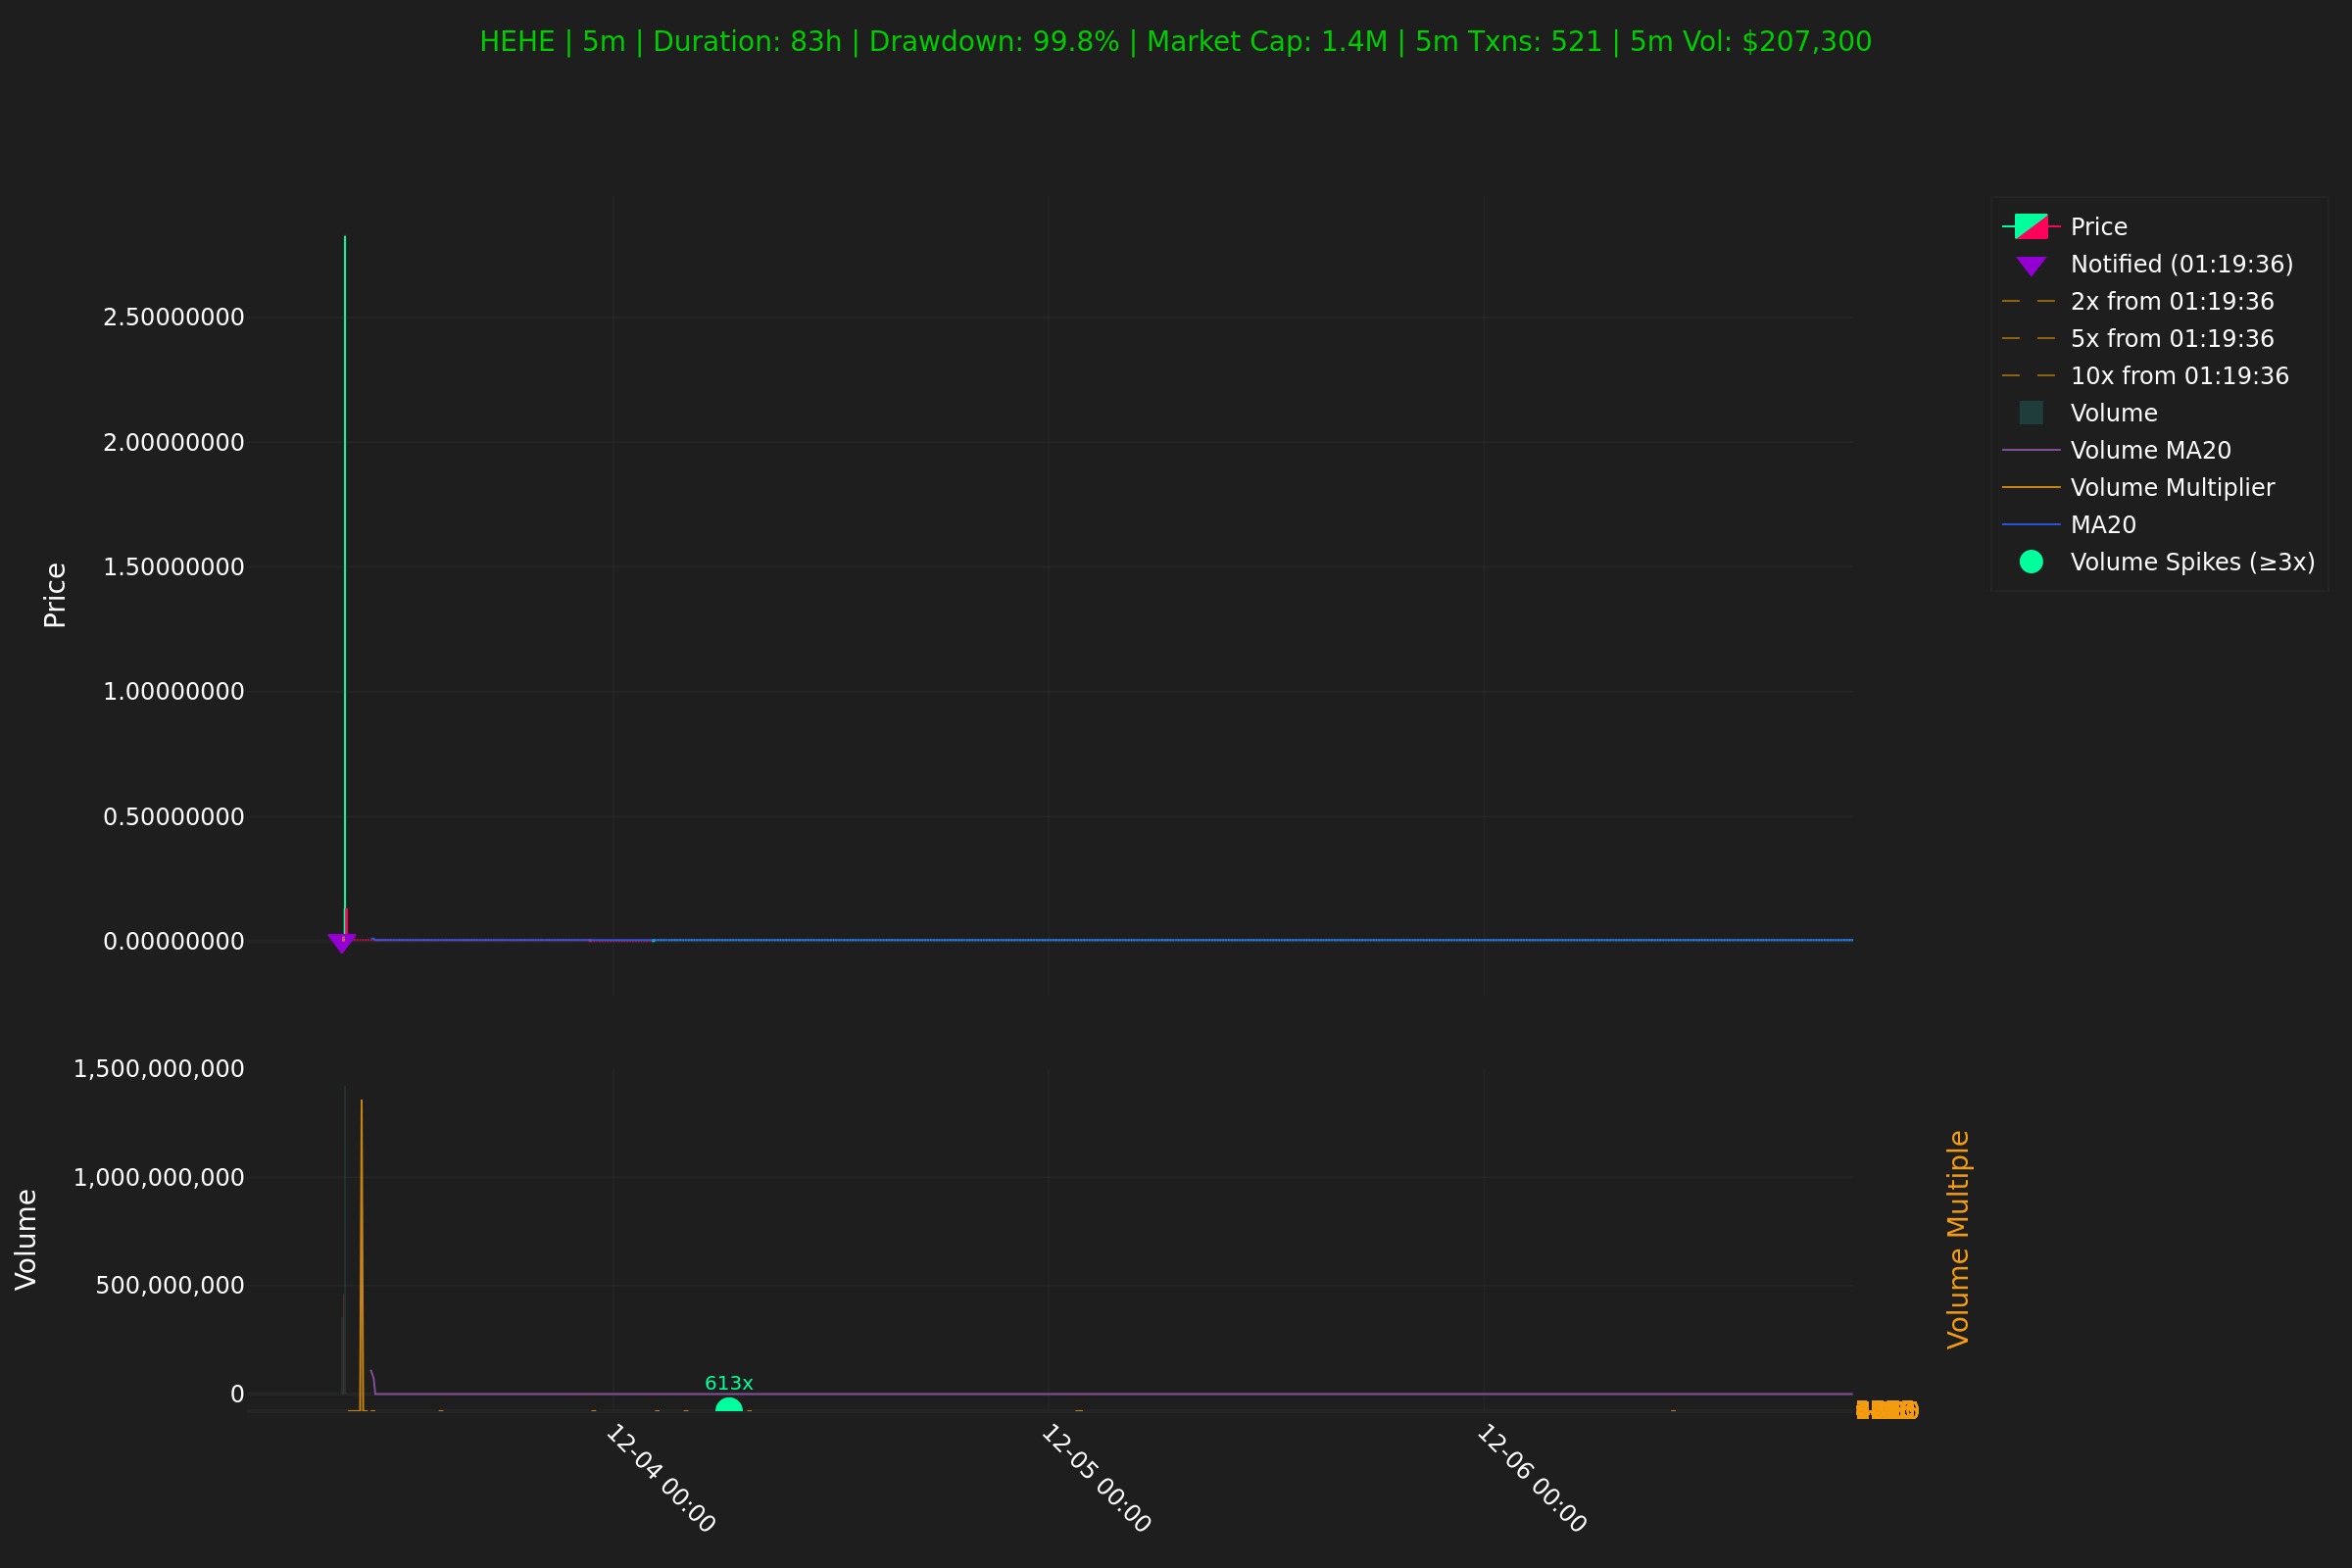 HEHE | 5m | Duration: 83h | Drawdown: 99.8% | Market Cap: 1.4M | 5m Txns: 521 | 5m Vol: $207,300
Price
2.50000000
2.00000000
1.50000000
1.00000000
0.50000000
0.00000000
Price
Notified (01:19:36)
2x from 01:19:36
5x from 01:19:36
10x from 01:19:36
Volume
Volume MA20
Volume Multiplier
MA20
Volume Spikes (≥3x)
Volume
1,500,000,000
1,000,000,000
500,000,000
0
613x
Volume Multiple
12-04 00:00
12-05 00:00
12-06 00:00